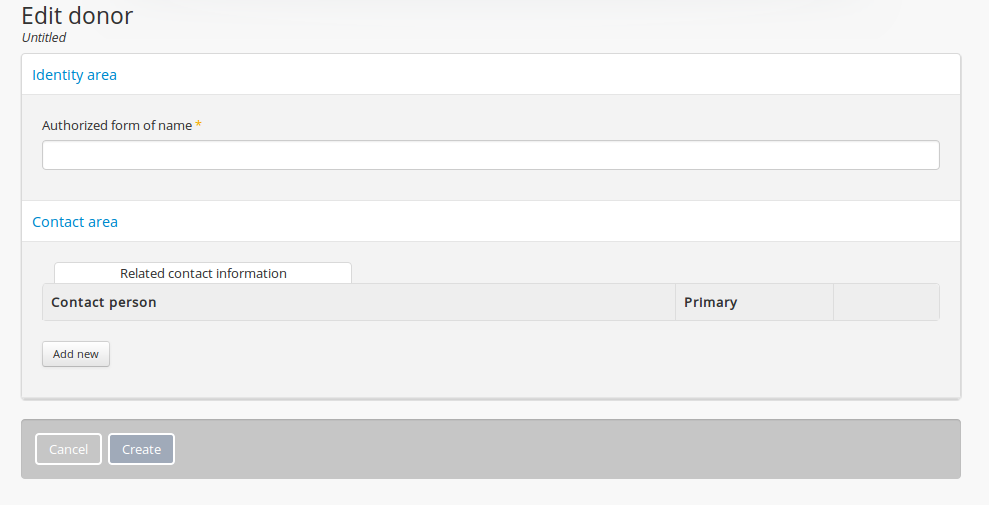 Edit donor
Untitled
Identity area
Authorized form of name *
Contact area
Related contact information
Contact person Primary
Add new
Cancel Create